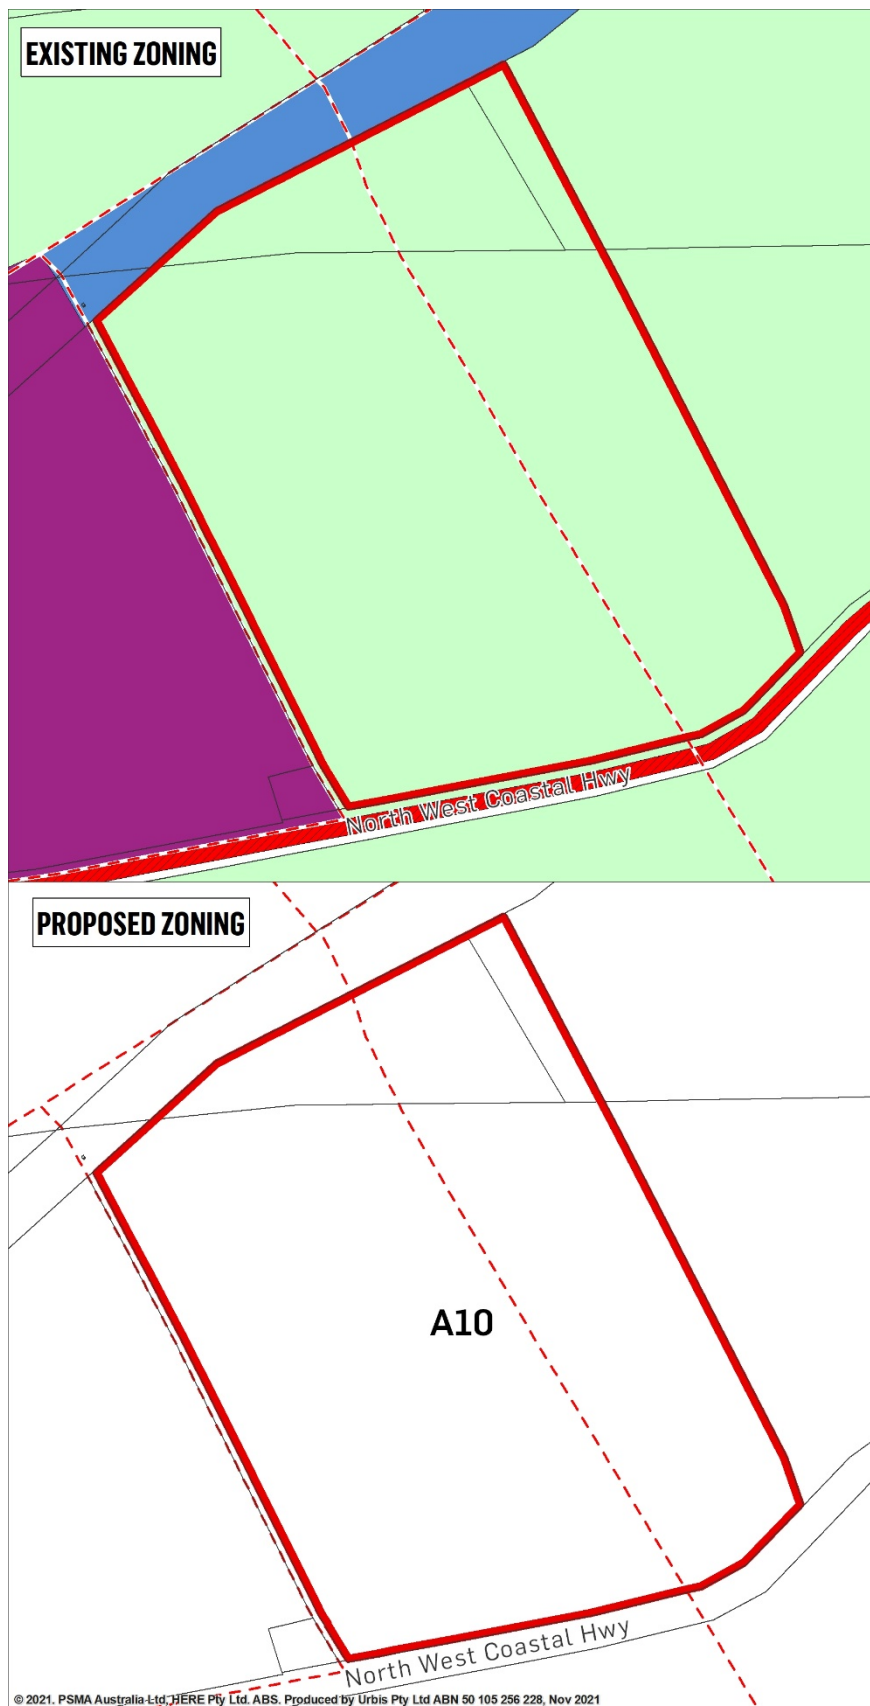 EXISTING ZONING
North West Coastal Hwy
PROPOSED ZONING
A10
North West Coastal Hwy
© 2021. PSMA Australia Ltd, HERE Pty Ltd. ABS. Produced by Urbis Pty Ltd ABN 50 105 256 228, Nov 2021